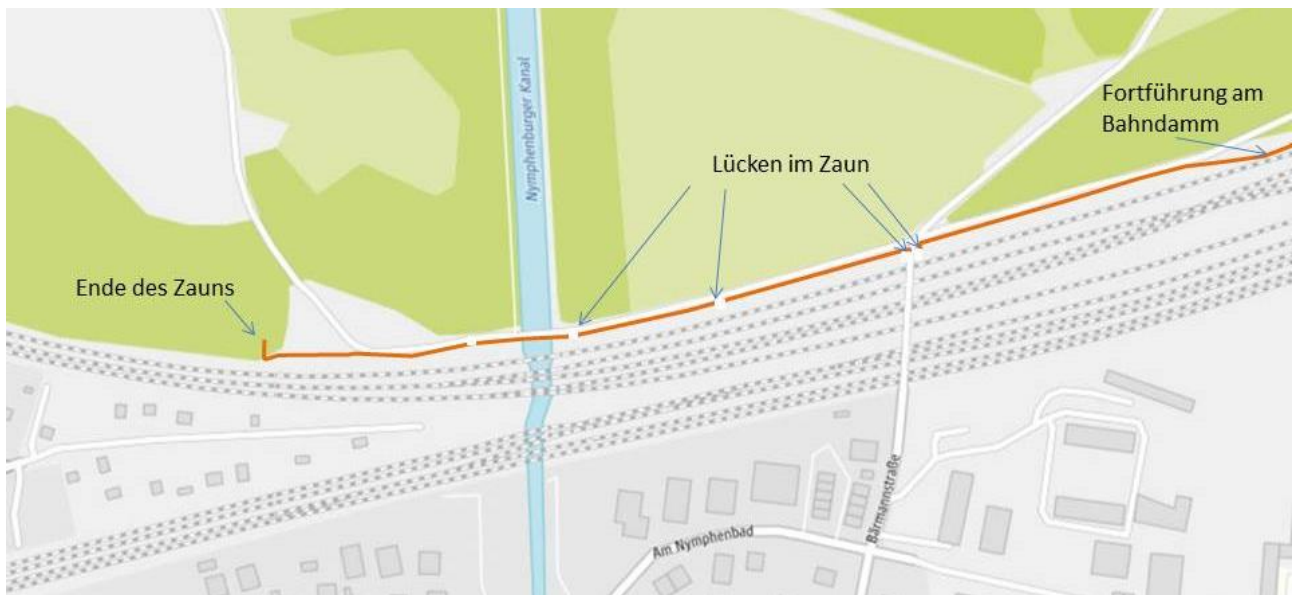 Nymphenburger Kanal
Fortführung am
Bahndamm
Lücken im Zaun
Ende des Zauns
Bärmannstraße
Am Nymphenbad